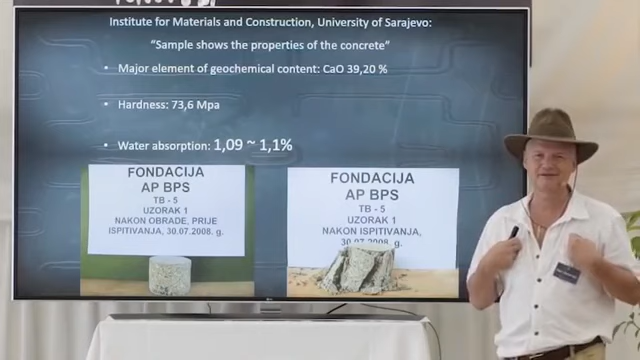 Institute for Materials and Construction, University of Sarajevo:
“Sample shows the properties of the concrete”
• Major element of geochemical content: CaO 39,20 %
• Hardness: 73,6 Mpa
• Water absorption: 1,09 ~ 1,1%
FONDACIJA
AP BPS
TB - 5
UZORAK 1
NAKON OBRADE, PRIJE
ISPITIVANJA, 30.07.2008. g.
FONDACIJA
AP BPS
TB - 5
UZORAK 1
NAKON ISPITIVANJA,
30.07.2008. g.